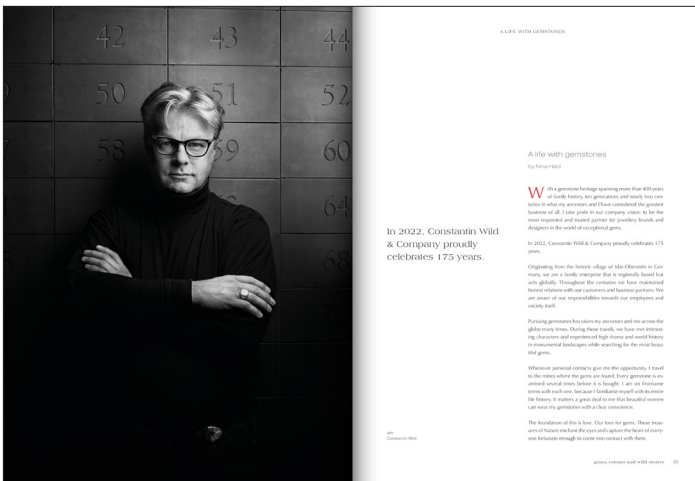 42 43 44
50 51 52
58 59 60
64
68
A LIFE WITH GEMSTONES
A life with gemstones
by Nina Hald
With a gemstone heritage spanning more than 400 years
of family history, ten generations and nearly two cen-
turies in what my ancestors and I have considered the greatest
business of all, I take pride in our company vision: to be the
most respected and trusted partner for jewellery brands and
designers in the world of exceptional gems.
In 2022, Constantin Wild & Company proudly celebrates 175
years.
In 2022, Constantin Wild
& Company proudly
celebrates 175 years.
Originating from the historic village of Idar-Oberstein in Ger-
many, we are a family enterprise that is regionally based but
acts globally. Throughout the centuries we have maintained
honest relations with our customers and business partners. We
are aware of our responsibilities towards our employees and
society itself.
Pursuing gemstones has taken my ancestors and me across the
globe many times. During these travels, we have met interest-
ing characters and experienced high drama and world history
in monumental landscapes while searching for the most beau-
tiful gems.
Whenever personal contacts give me the opportunity, I travel
to the mines where the gems are found. Every gemstone is ex-
amined several times before it is bought. I am on first-name
terms with each one, because I familiarise myself with its entire
life history. It matters a great deal to me that beautiful women
can wear my gemstones with a clear conscience.
The foundation of this is love. Our love for gems. These treas-
ures of Nature enchant the eyes and capture the heart of every-
one fortunate enough to come into contact with them.
left
Constantin Wild
gems, colours and wild stories